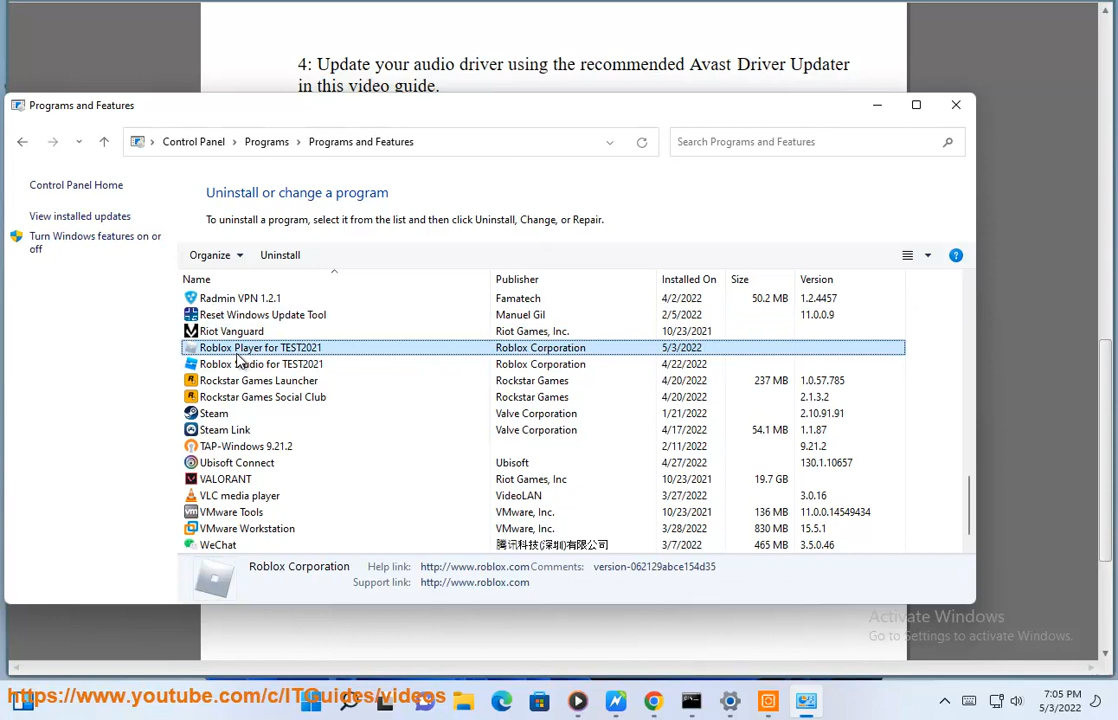 4: Update your audio driver using the recommended Avast Driver Updater
in this video guide.
Programs and Features
Control Panel > Programs > Programs and Features
Search Programs and Features
Control Panel Home
View installed updates
Turn Windows features on or
off
Uninstall or change a program
To uninstall a program, select it from the list and then click Uninstall, Change, or Repair.
Organize Uninstall
Name Publisher Installed On Size Version
Radmin VPN 1.2.1 Famatech 4/2/2022 50.2 MB 1.2.4457
Reset Windows Update Tool Manuel Gil 2/5/2022 11.0.0.9
Riot Vanguard Riot Games, Inc. 10/23/2021
Roblox Player for TEST2021 Roblox Corporation 5/3/2022
Roblox Studio for TEST2021 Roblox Corporation 4/22/2022
Rockstar Games Launcher Rockstar Games 4/20/2022 237 MB 1.0.57.785
Rockstar Games Social Club Rockstar Games 4/20/2022 2.1.3.2
Steam Valve Corporation 1/21/2022 2.10.91.91
Steam Link Valve Corporation 4/17/2022 54.1 MB 1.1.87
TAP-Windows 9.21.2 2/11/2022 9.21.2
Ubisoft Connect Ubisoft 4/27/2022 130.1.10657
VALORANT Riot Games, Inc 10/23/2021 19.7 GB
VLC media player VideoLAN 3/27/2022 3.0.16
VMware Tools VMware, Inc. 10/23/2021 136 MB 11.0.0.14549434
VMware Workstation VMware, Inc. 3/28/2022 830 MB 15.5.1
WeChat 腾讯科技(深圳)有限公司 3/7/2022 465 MB 3.5.0.46
Roblox Corporation Help link: http://www.roblox.com Comments: version-062129abce154d35
Support link: http://www.roblox.com
Activate Windows
Go to Settings to activate Windows.
https://www.youtube.com/c/ITGuides/videos
7:05 PM
5/3/2022